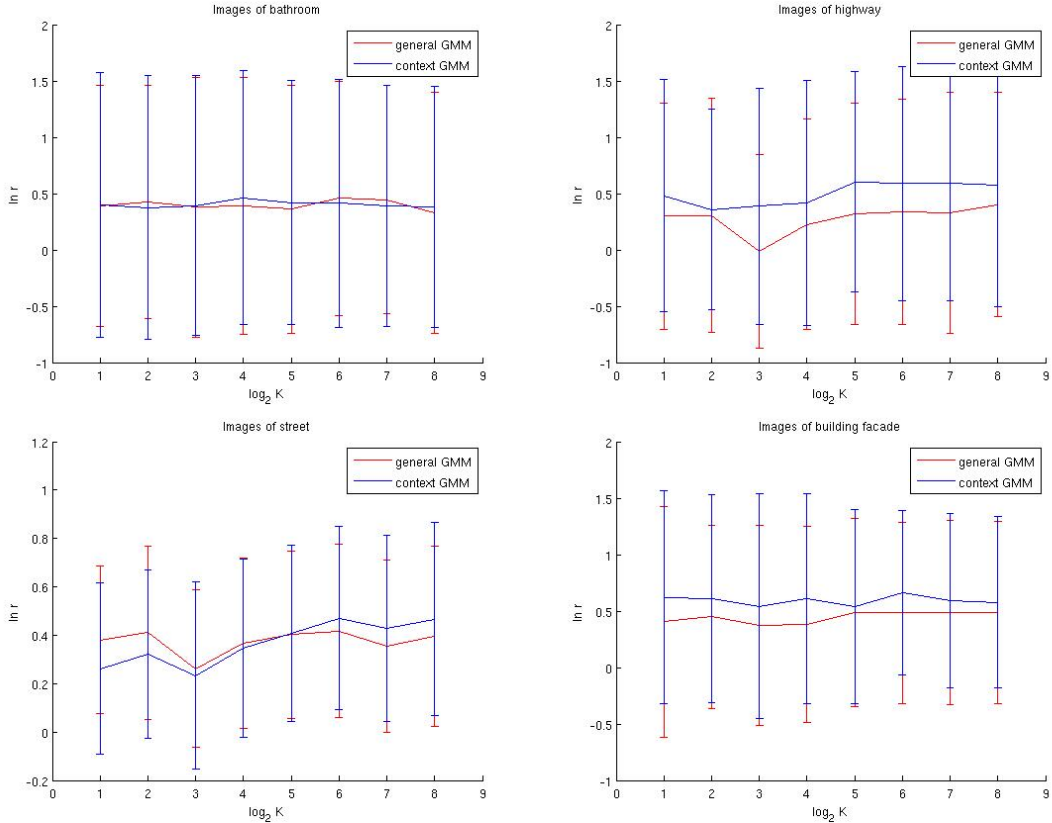 Images of bathroom
2
1.5
1
0.5
0
-0.5
-1
ln r
general GMM
context GMM
0 1 2 3 4 5 6 7 8 9
log2 K
Images of highway
2
1.5
1
0.5
0
-0.5
-1
ln r
general GMM
context GMM
0 1 2 3 4 5 6 7 8 9
log2 K
Images of street
1.2
1
0.8
0.6
0.4
0.2
0
-0.2
ln r
general GMM
context GMM
0 1 2 3 4 5 6 7 8 9
log2 K
Images of building facade
2
1.5
1
0.5
0
-0.5
-1
ln r
general GMM
context GMM
0 1 2 3 4 5 6 7 8 9
log2 K